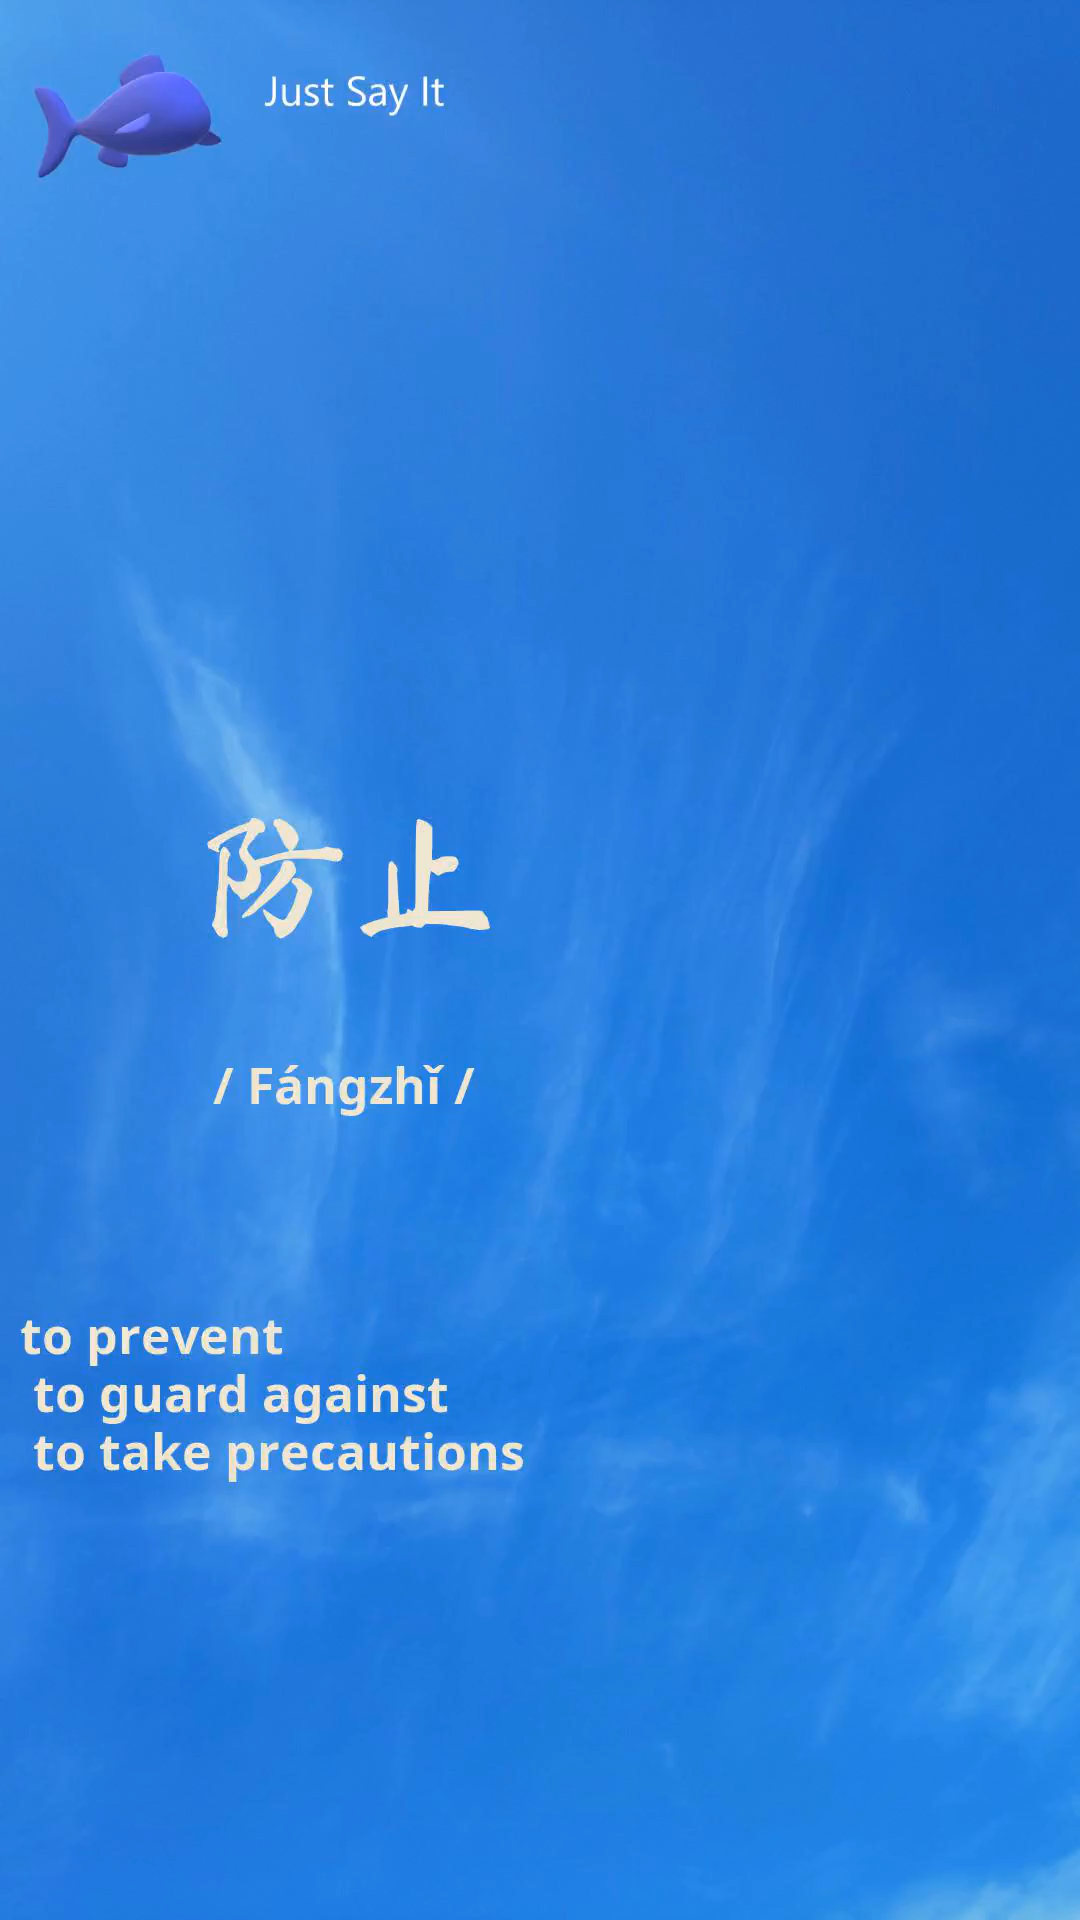 Just Say It
防止
/ Fángzhǐ /
to prevent
to guard against
to take precautions